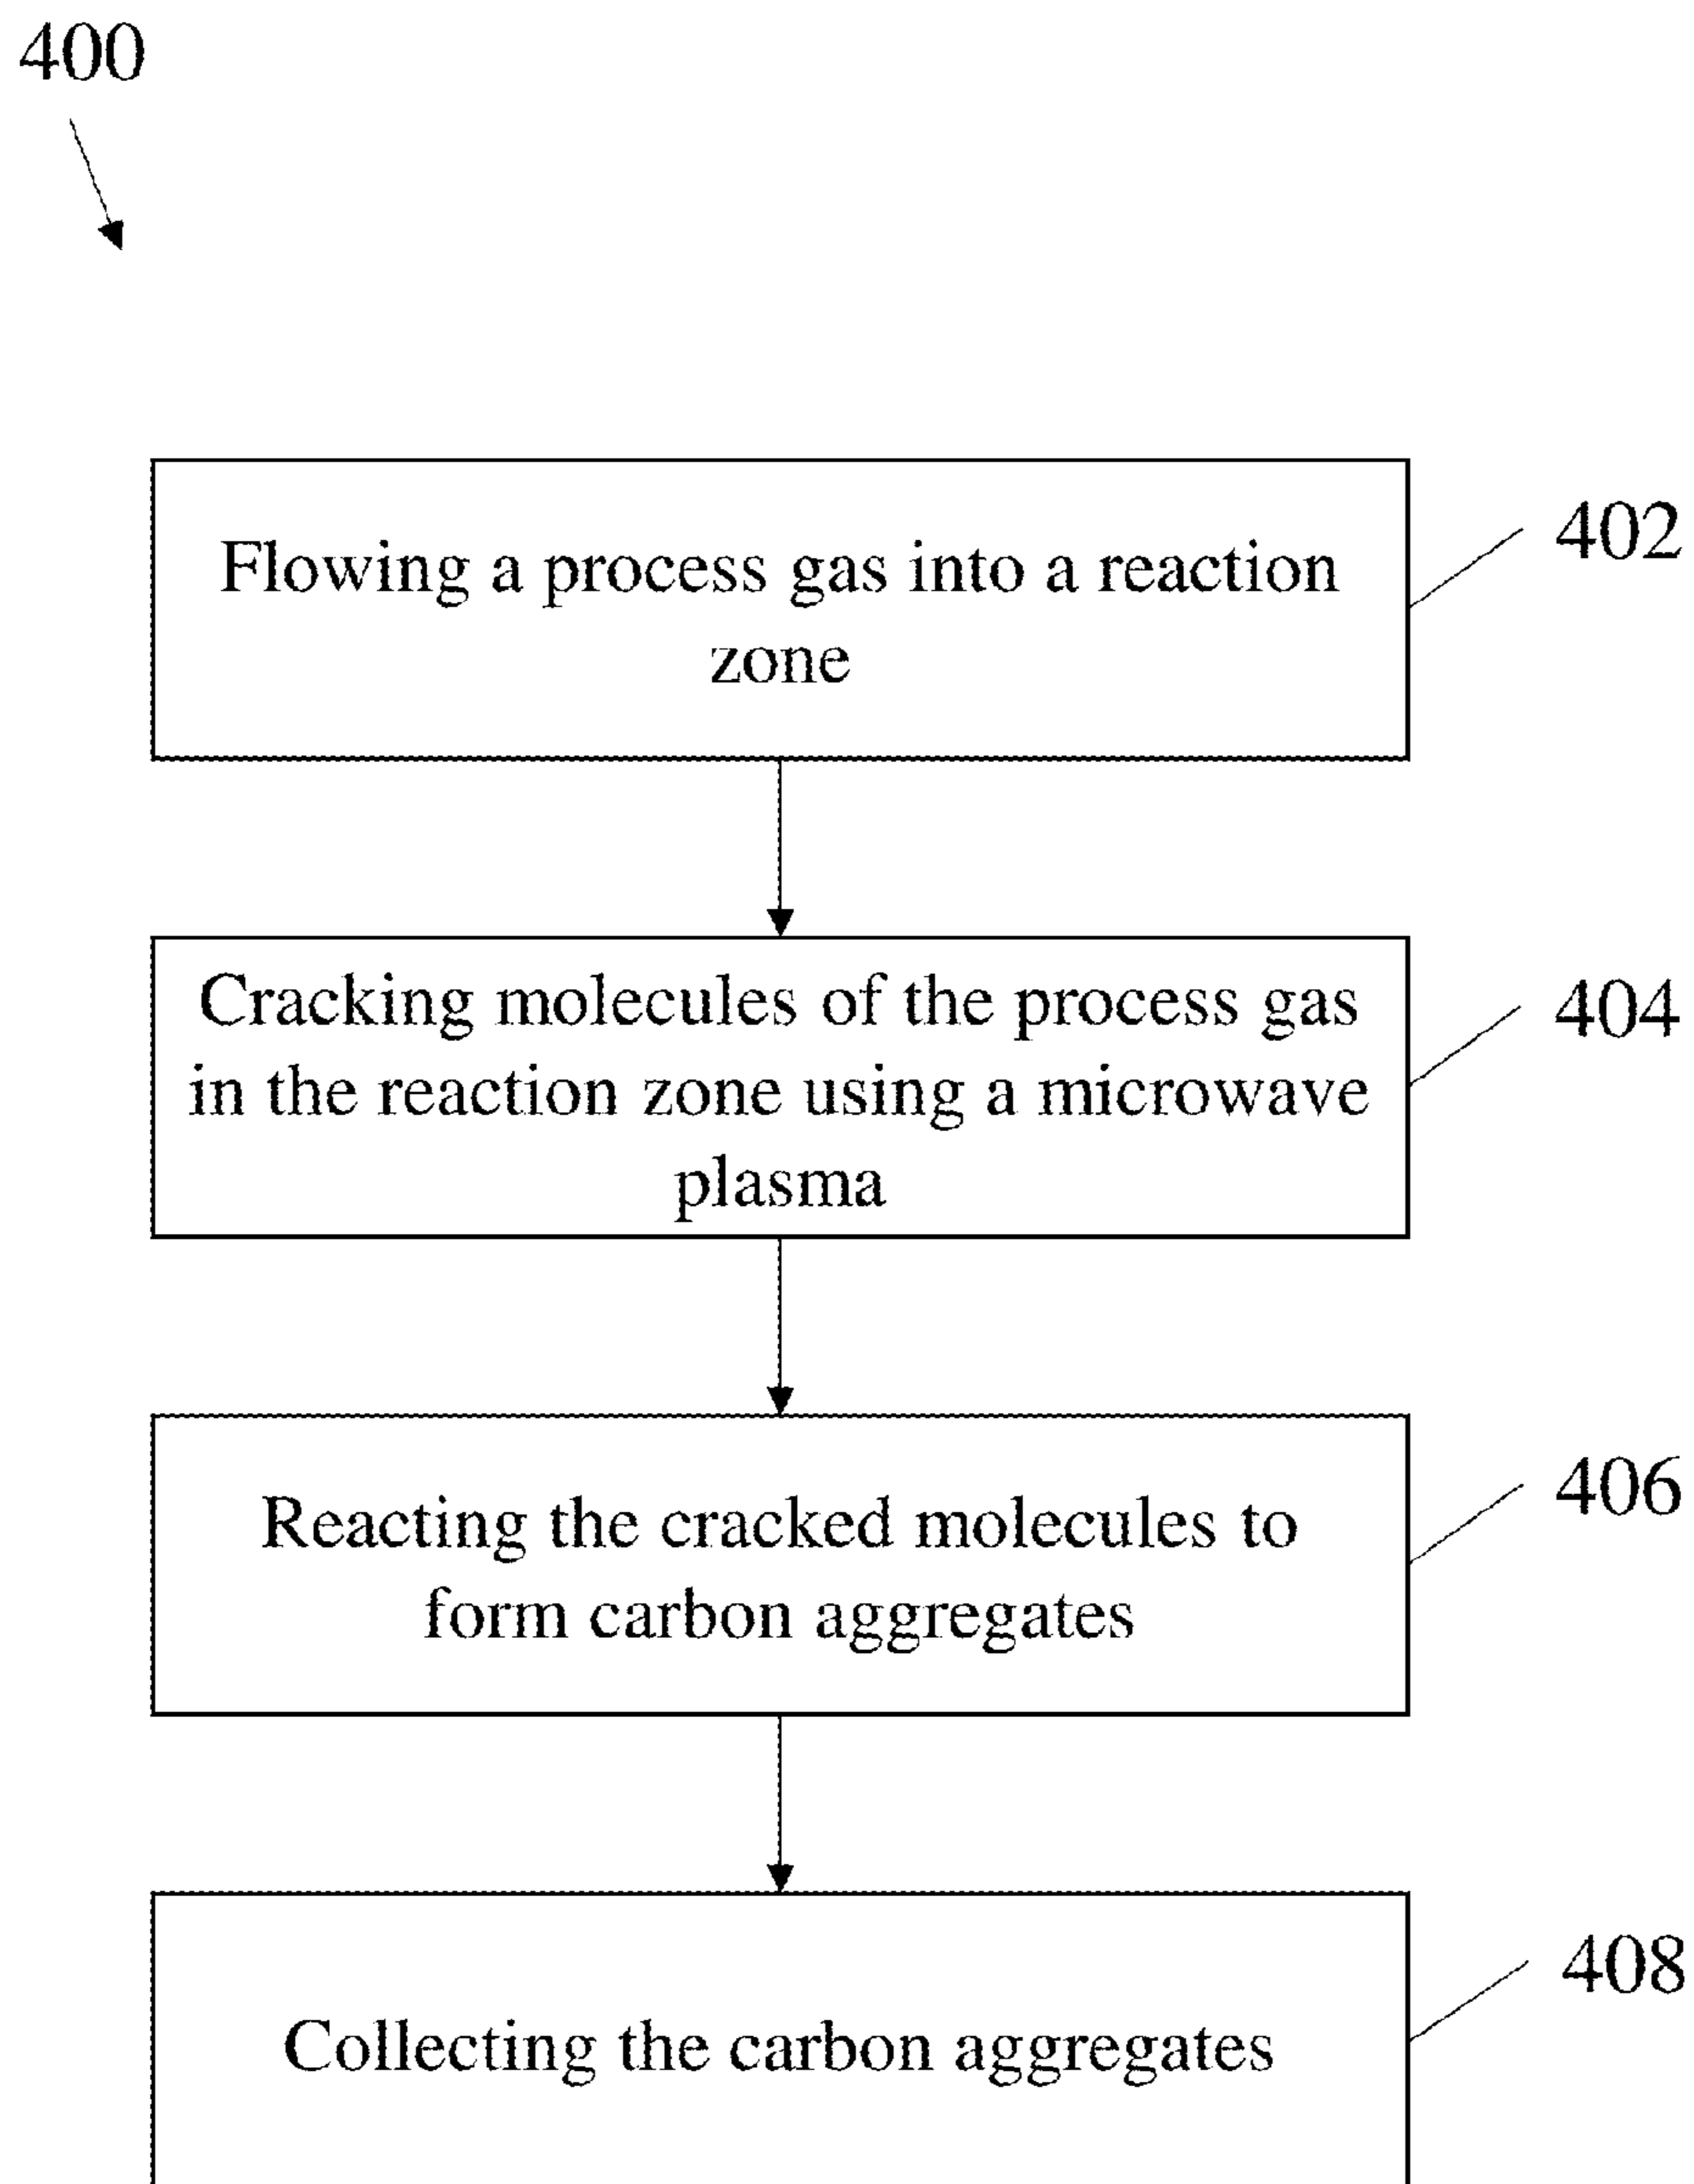 400
Flowing a process gas into a reaction
zone
402
Cracking molecules of the process gas
in the reaction zone using a microwave
plasma
404
Reacting the cracked molecules to
form carbon aggregates
406
Collecting the carbon aggregates
408